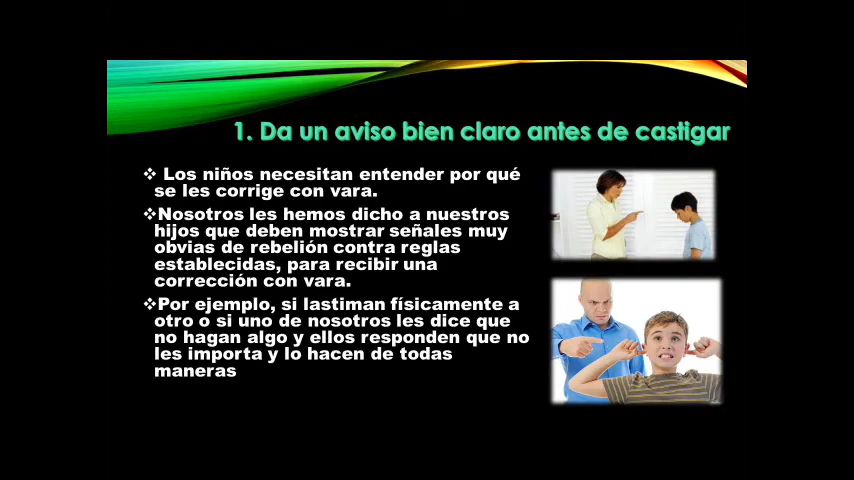 1. Da un aviso bien claro antes de castigar
❖ Los niños necesitan entender por qué
se les corrige con vara.
❖Nosotros les hemos dicho a nuestros
hijos que deben mostrar señales muy
obvias de rebelión contra reglas
establecidas, para recibir una
corrección con vara.
❖Por ejemplo, si lastiman físicamente a
otro o si uno de nosotros les dice que
no hagan algo y ellos responden que no
les importa y lo hacen de todas
maneras